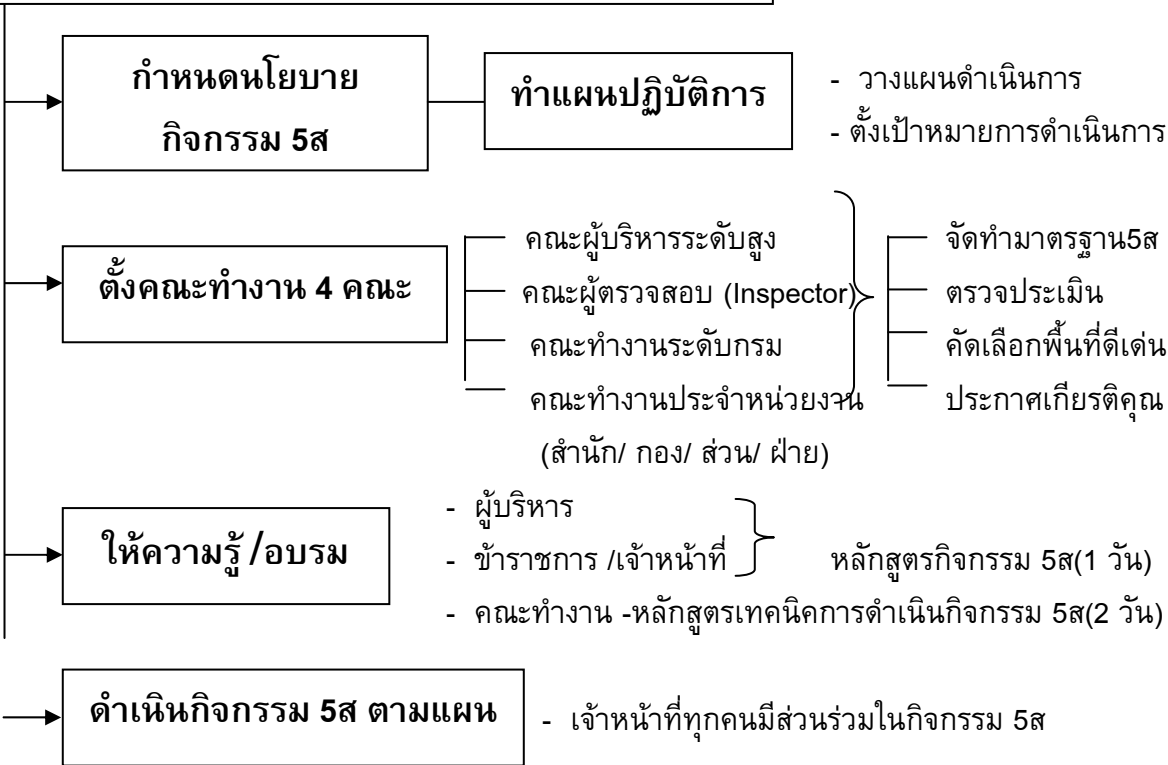 กำหนดนโยบาย
กิจกรรม 5ส
ทำแผนปฏิบัติการ
- วางแผนดำเนินการ
- ตั้งเป้าหมายการดำเนินการ
ตั้งคณะทำงาน 4 คณะ
คณะผู้บริหารระดับสูง
คณะผู้ตรวจสอบ (Inspector)
คณะทำงานระดับกรม
คณะทำงานประจำหน่วยงาน
(สำนัก/ กอง/ ส่วน/ ฝ่าย)
จัดทำมาตรฐาน5ส
ตรวจประเมิน
คัดเลือกพื้นที่ดีเด่น
ประกาศเกียรติคุณ
ให้ความรู้ /อบรม
- ผู้บริหาร
- ข้าราชการ /เจ้าหน้าที่
หลักสูตรกิจกรรม 5ส(1 วัน)
- คณะทำงาน -หลักสูตรเทคนิคการดำเนินกิจกรรม 5ส(2 วัน)
ดำเนินกิจกรรม 5ส ตามแผน
- เจ้าหน้าที่ทุกคนมีส่วนร่วมในกิจกรรม 5ส